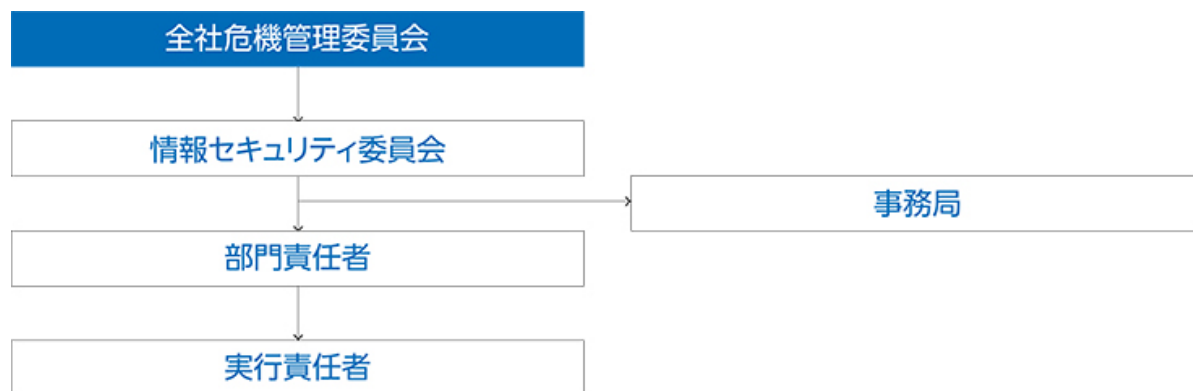 全社危機管理委員会
情報セキュリティ委員会
事務局
部門責任者
実行責任者